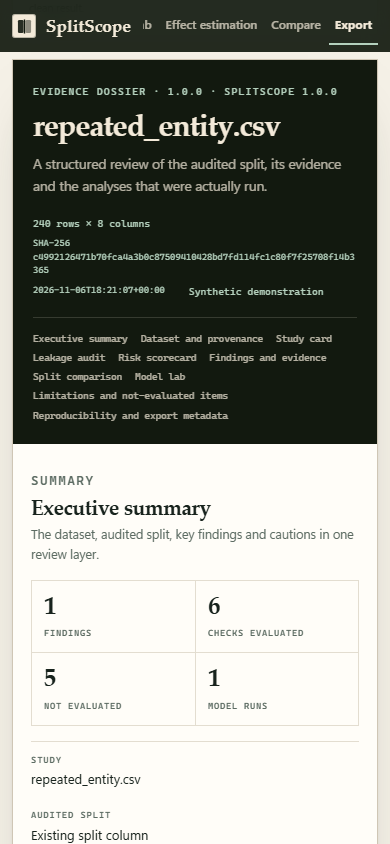 SplitScope
Effect estimation
Compare
Export
EVIDENCE DOSSIER · 1.0.0 · SPLITSCOPE 1.0.0
repeated_entity.csv
A structured review of the audited split, its evidence
and the analyses that were actually run.
240 rows × 8 columns
SHA-256
c4992126471b70fca4a3b0c87509410428bd7fd114fc1c80f7f25708f14b3
365
2026-11-06T18:21:07+00:00 Synthetic demonstration
Executive summary Dataset and provenance Study card
Leakage audit Risk scorecard Findings and evidence
Split comparison Model lab
Limitations and not-evaluated items
Reproducibility and export metadata
SUMMARY
Executive summary
The dataset, audited split, key findings and cautions in one
review layer.
1
FINDINGS
6
CHECKS EVALUATED
5
NOT EVALUATED
1
MODEL RUNS
STUDY
repeated_entity.csv
AUDITED SPLIT
Existing split column